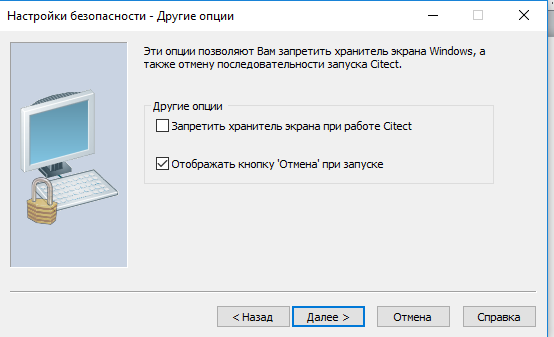 Настройки безопасности - Другие опции
Эти опции позволяют Вам запретить хранитель экрана Windows, а
также отмену последовательности запуска Citect.
Другие опции
Запретить хранитель экрана при работе Citect
Отображать кнопку 'Отмена' при запуске
< Назад
Далее >
Отмена
Справка